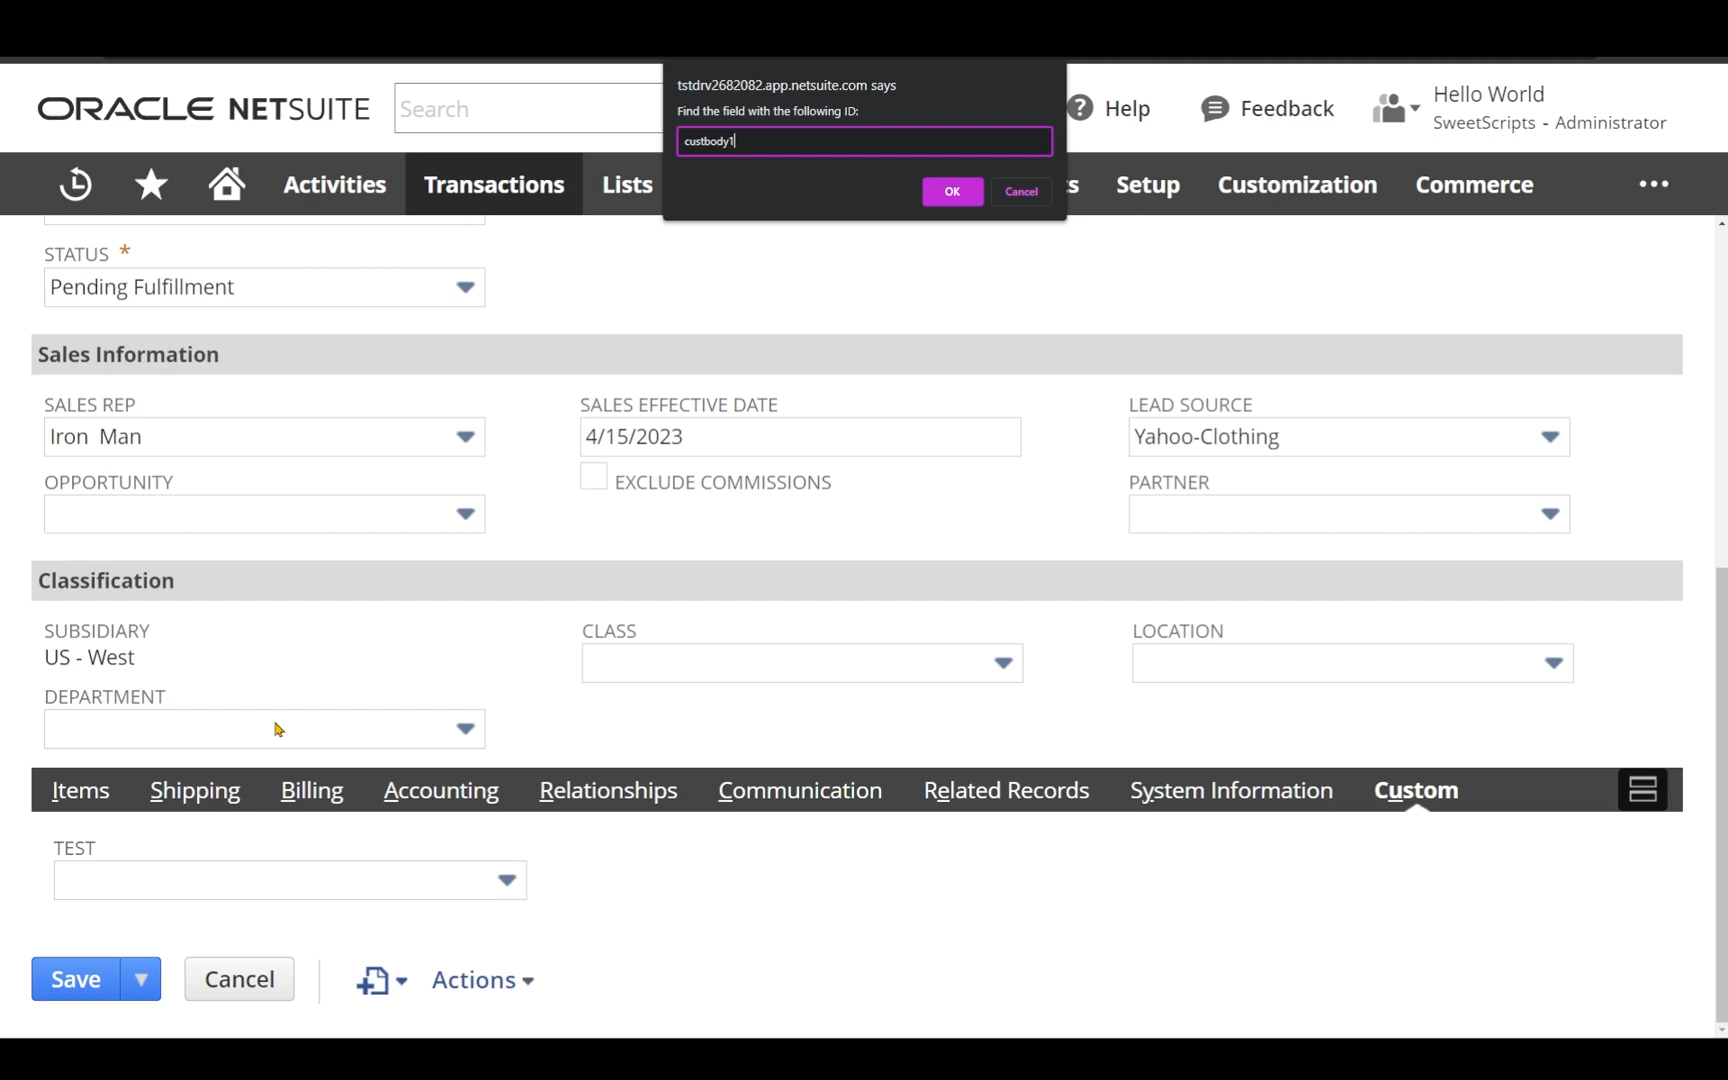 tstdrv2682082.app.netsuite.com says
Find the field with the following ID:
custbody1
OK Cancel
ORACLE NETSUITE Search Help Feedback Hello World
SweetScripts - Administrator
Activities Transactions Lists s Setup Customization Commerce ...
STATUS *
Pending Fulfillment
Sales Information
SALES REP SALES EFFECTIVE DATE LEAD SOURCE
Iron Man 4/15/2023 Yahoo-Clothing
OPPORTUNITY EXCLUDE COMMISSIONS PARTNER
Classification
SUBSIDIARY CLASS LOCATION
US - West
DEPARTMENT
Items Shipping Billing Accounting Relationships Communication Related Records System Information Custom
TEST
Save Cancel Actions